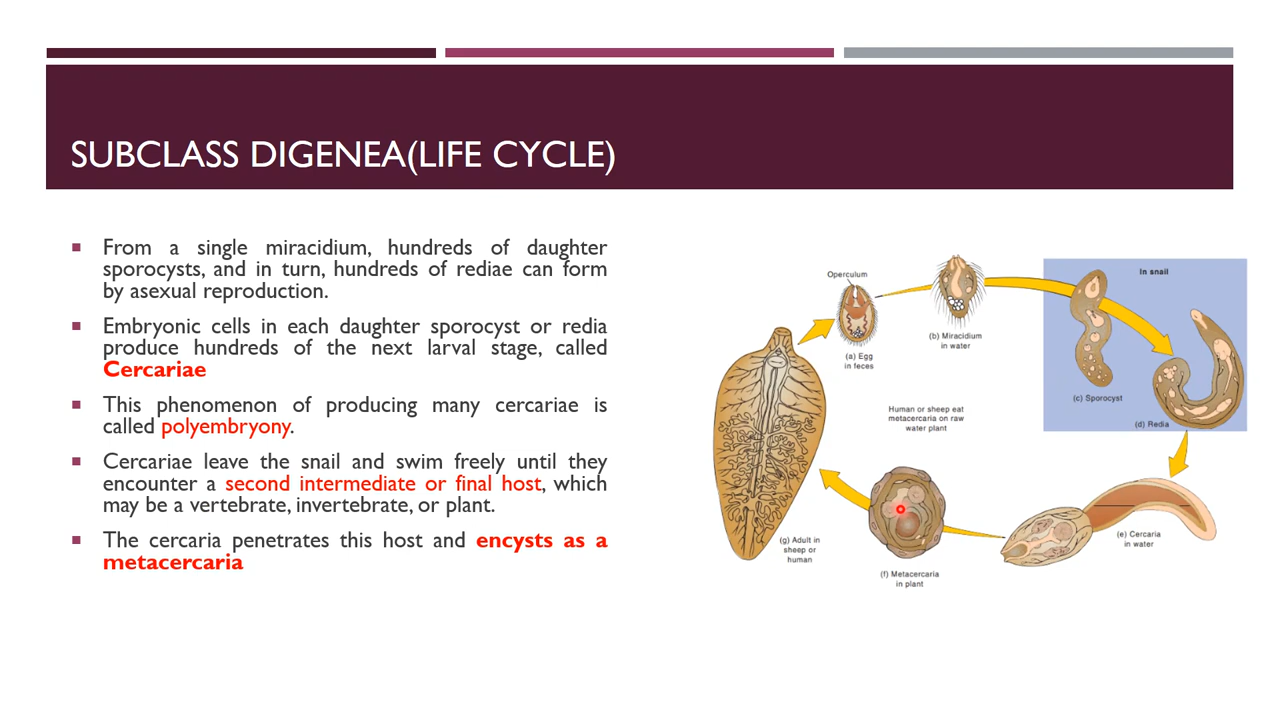 SUBCLASS DIGENEA(LIFE CYCLE)
From a single miracidium, hundreds of daughter
sporocysts, and in turn, hundreds of rediae can form
by asexual reproduction.
Embryonic cells in each daughter sporocyst or redia
produce hundreds of the next larval stage, called
Cercariae
This phenomenon of producing many cercariae is
called polyembryony.
Cercariae leave the snail and swim freely until they
encounter a second intermediate or final host, which
may be a vertebrate, invertebrate, or plant.
The cercaria penetrates this host and encysts as a
metacercaria
Operculum
(a) Egg
in feces
(b) Miracidium
in water
In snail
(c) Sporocyst
(d) Redia
Human or sheep eat
metacercaria on raw
water plant
(e) Cercaria
in water
(f) Metacercaria
in plant
(g) Adult in
sheep or
human